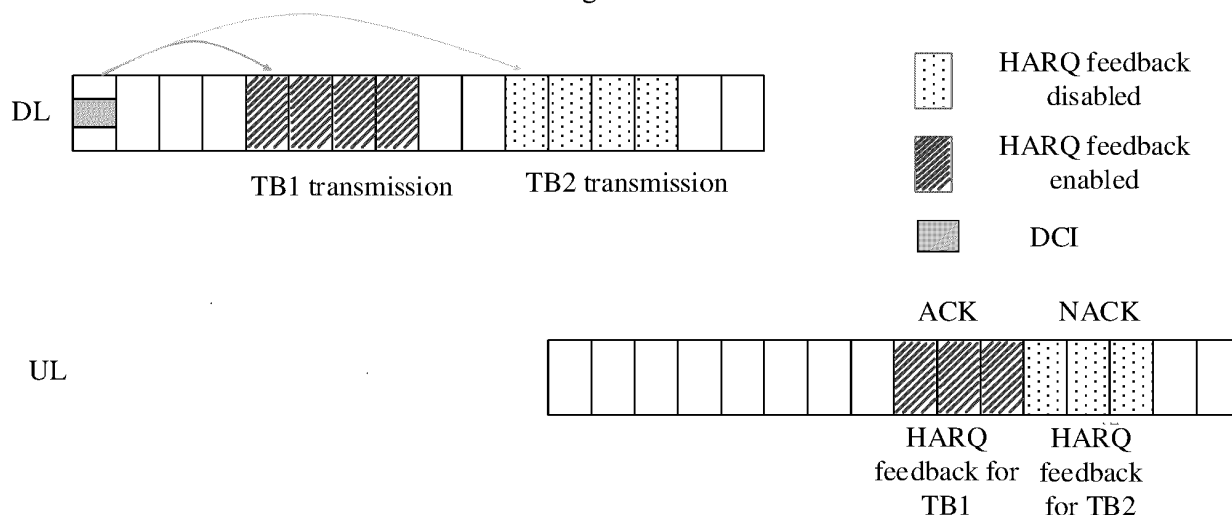 DL
TB1 transmission
TB2 transmission
HARQ feedback
disabled
HARQ feedback
enabled
DCI
UL
ACK
NACK
HARQ
feedback for
TB1
HARQ
feedback
for TB2